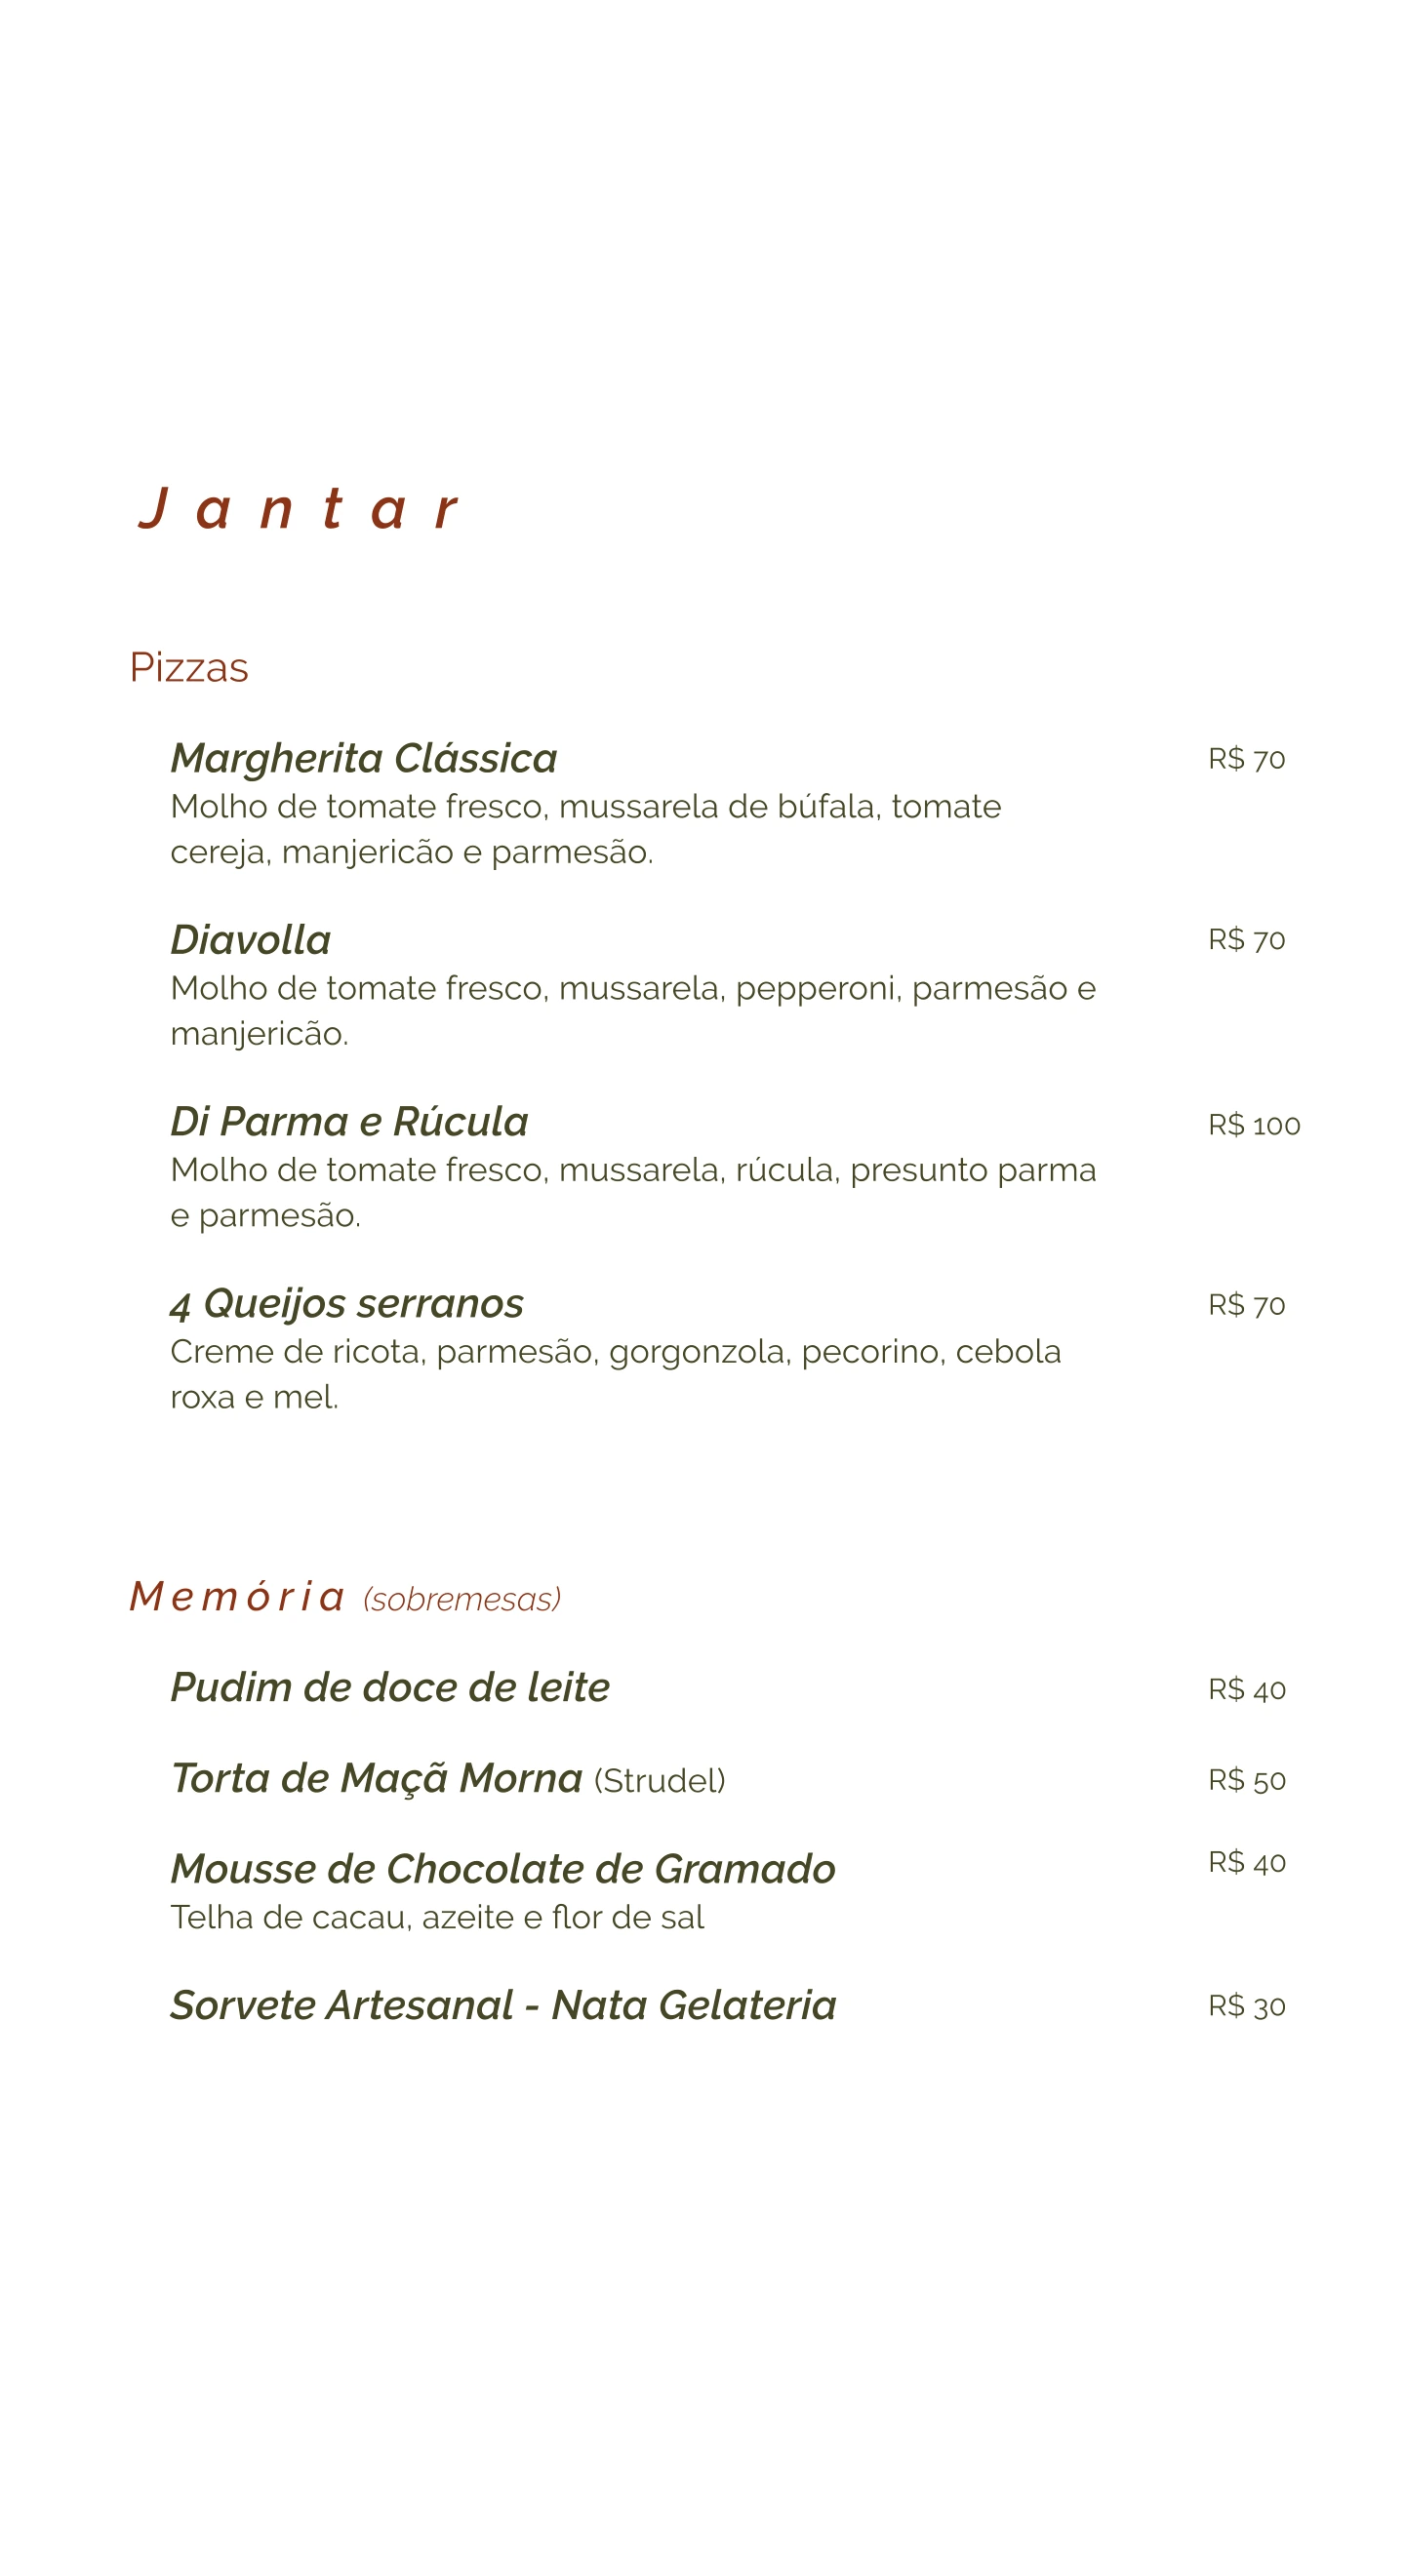 Jantar
Pizzas
Margherita Clássica R$ 70
Molho de tomate fresco, mussarela de búfala, tomate
cereja, manjericão e parmesão.
Diavolla R$ 70
Molho de tomate fresco, mussarela, pepperoni, parmesão e
manjericão.
Di Parma e Rúcula R$ 100
Molho de tomate fresco, mussarela, rúcula, presunto parma
e parmesão.
4 Queijos serranos R$ 70
Creme de ricota, parmesão, gorgonzola, pecorino, cebola
roxa e mel.
Memória (sobremesas)
Pudim de doce de leite R$ 40
Torta de Maçã Morna (Strudel) R$ 50
Mousse de Chocolate de Gramado R$ 40
Telha de cacau, azeite e flor de sal
Sorvete Artesanal - Nata Gelateria R$ 30